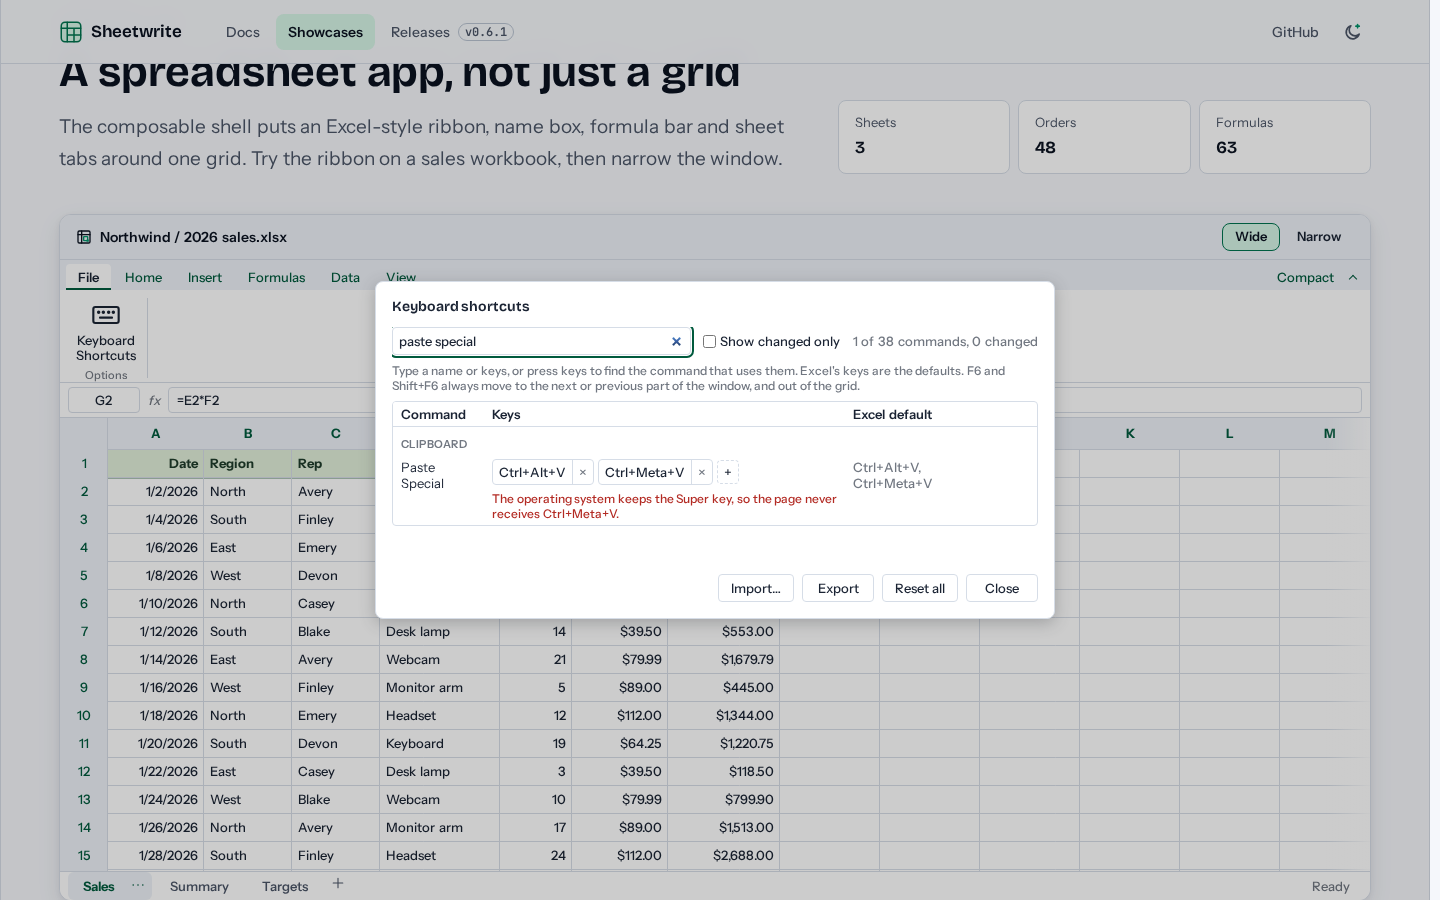 Sheetwrite
Docs
Showcases
Releases v0.6.1
GitHub
A spreadsheet app, not just a grid
The composable shell puts an Excel-style ribbon, name box, formula bar and sheet
tabs around one grid. Try the ribbon on a sales workbook, then narrow the window.
Sheets
3
Orders
48
Formulas
63
Northwind / 2026 sales.xlsx
Wide
Narrow
File
Home
Insert
Formulas
Data
View
Compact
Keyboard
Shortcuts
Options
G2
fx
=E2*F2
Keyboard shortcuts
paste special
Show changed only
1 of 38 commands, 0 changed
Type a name or keys, or press keys to find the command that uses them. Excel's keys are the defaults. F6 and
Shift+F6 always move to the next or previous part of the window, and out of the grid.
Command Keys Excel default
CLIPBOARD
Paste
Special
Ctrl+Alt+V × Ctrl+Meta+V × +
Ctrl+Alt+V,
Ctrl+Meta+V
The operating system keeps the Super key, so the page never
receives Ctrl+Meta+V.
Import...
Export
Reset all
Close
A B C K L M
1 Date Region Rep
2 1/2/2026 North Avery
3 1/4/2026 South Finley
4 1/6/2026 East Emery
5 1/8/2026 West Devon
6 1/10/2026 North Casey
7 1/12/2026 South Blake Desk lamp 14 $39.50 $553.00
8 1/14/2026 East Avery Webcam 21 $79.99 $1,679.79
9 1/16/2026 West Finley Monitor arm 5 $89.00 $445.00
10 1/18/2026 North Emery Headset 12 $112.00 $1,344.00
11 1/20/2026 South Devon Keyboard 19 $64.25 $1,220.75
12 1/22/2026 East Casey Desk lamp 3 $39.50 $118.50
13 1/24/2026 West Blake Webcam 10 $79.99 $799.90
14 1/26/2026 North Avery Monitor arm 17 $89.00 $1,513.00
15 1/28/2026 South Finley Headset 24 $112.00 $2,688.00
Sales ... Summary Targets +
Ready